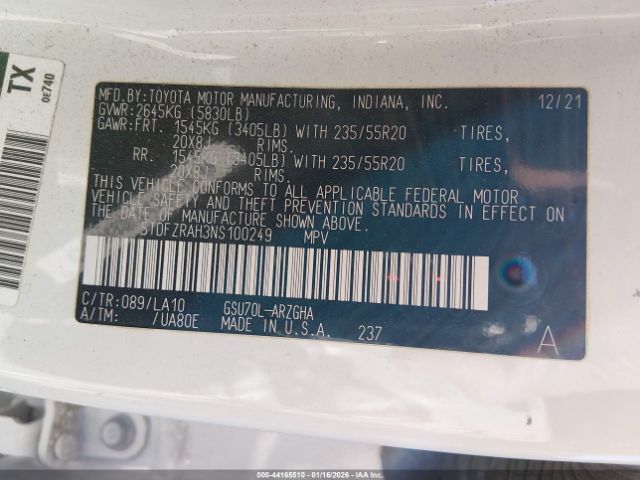 TX
0E740
MFD.BY:TOYOTA MOTOR MANUFACTURING, INDIANA, INC. 12/21
GVWR:2645KG (5830LB)
GAWR:FRT. 1545KG (3405LB) WITH 235/55R20 TIRES,
20X8J RIMS.
RR. 1545KG (3405LB) WITH 235/55R20 TIRES,
20X8J RIMS.
THIS VEHICLE CONFORMS TO ALL APPLICABLE FEDERAL MOTOR
VEHICLE SAFETY AND THEFT PREVENTION STANDARDS IN EFFECT ON
THE DATE OF MANUFACTURE SHOWN ABOVE.
5TDFZRAH3NS100249 MPV
C/TR:089/LA10 GSU70L-ARZGHA
A/TM: /UA80E MADE IN U.S.A. 237
A
000-44165510 | 01/16/2026 - IAAI.COM